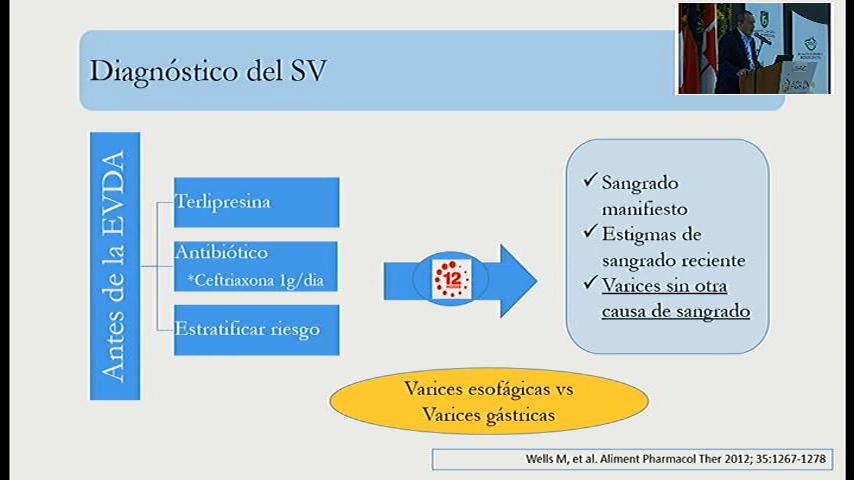 Diagnóstico del SV
Antes de la EVDA
Terlipresina
Antibiótico
*Ceftriaxona 1g/dia
Estratificar riesgo
12
✓ Sangrado
manifiesto
✓ Estigmas de
sangrado reciente
✓ Varices sin otra
causa de sangrado
Varices esofágicas vs
Varices gástricas
Wells M, et al. Aliment Pharmacol Ther 2012; 35:1267-1278